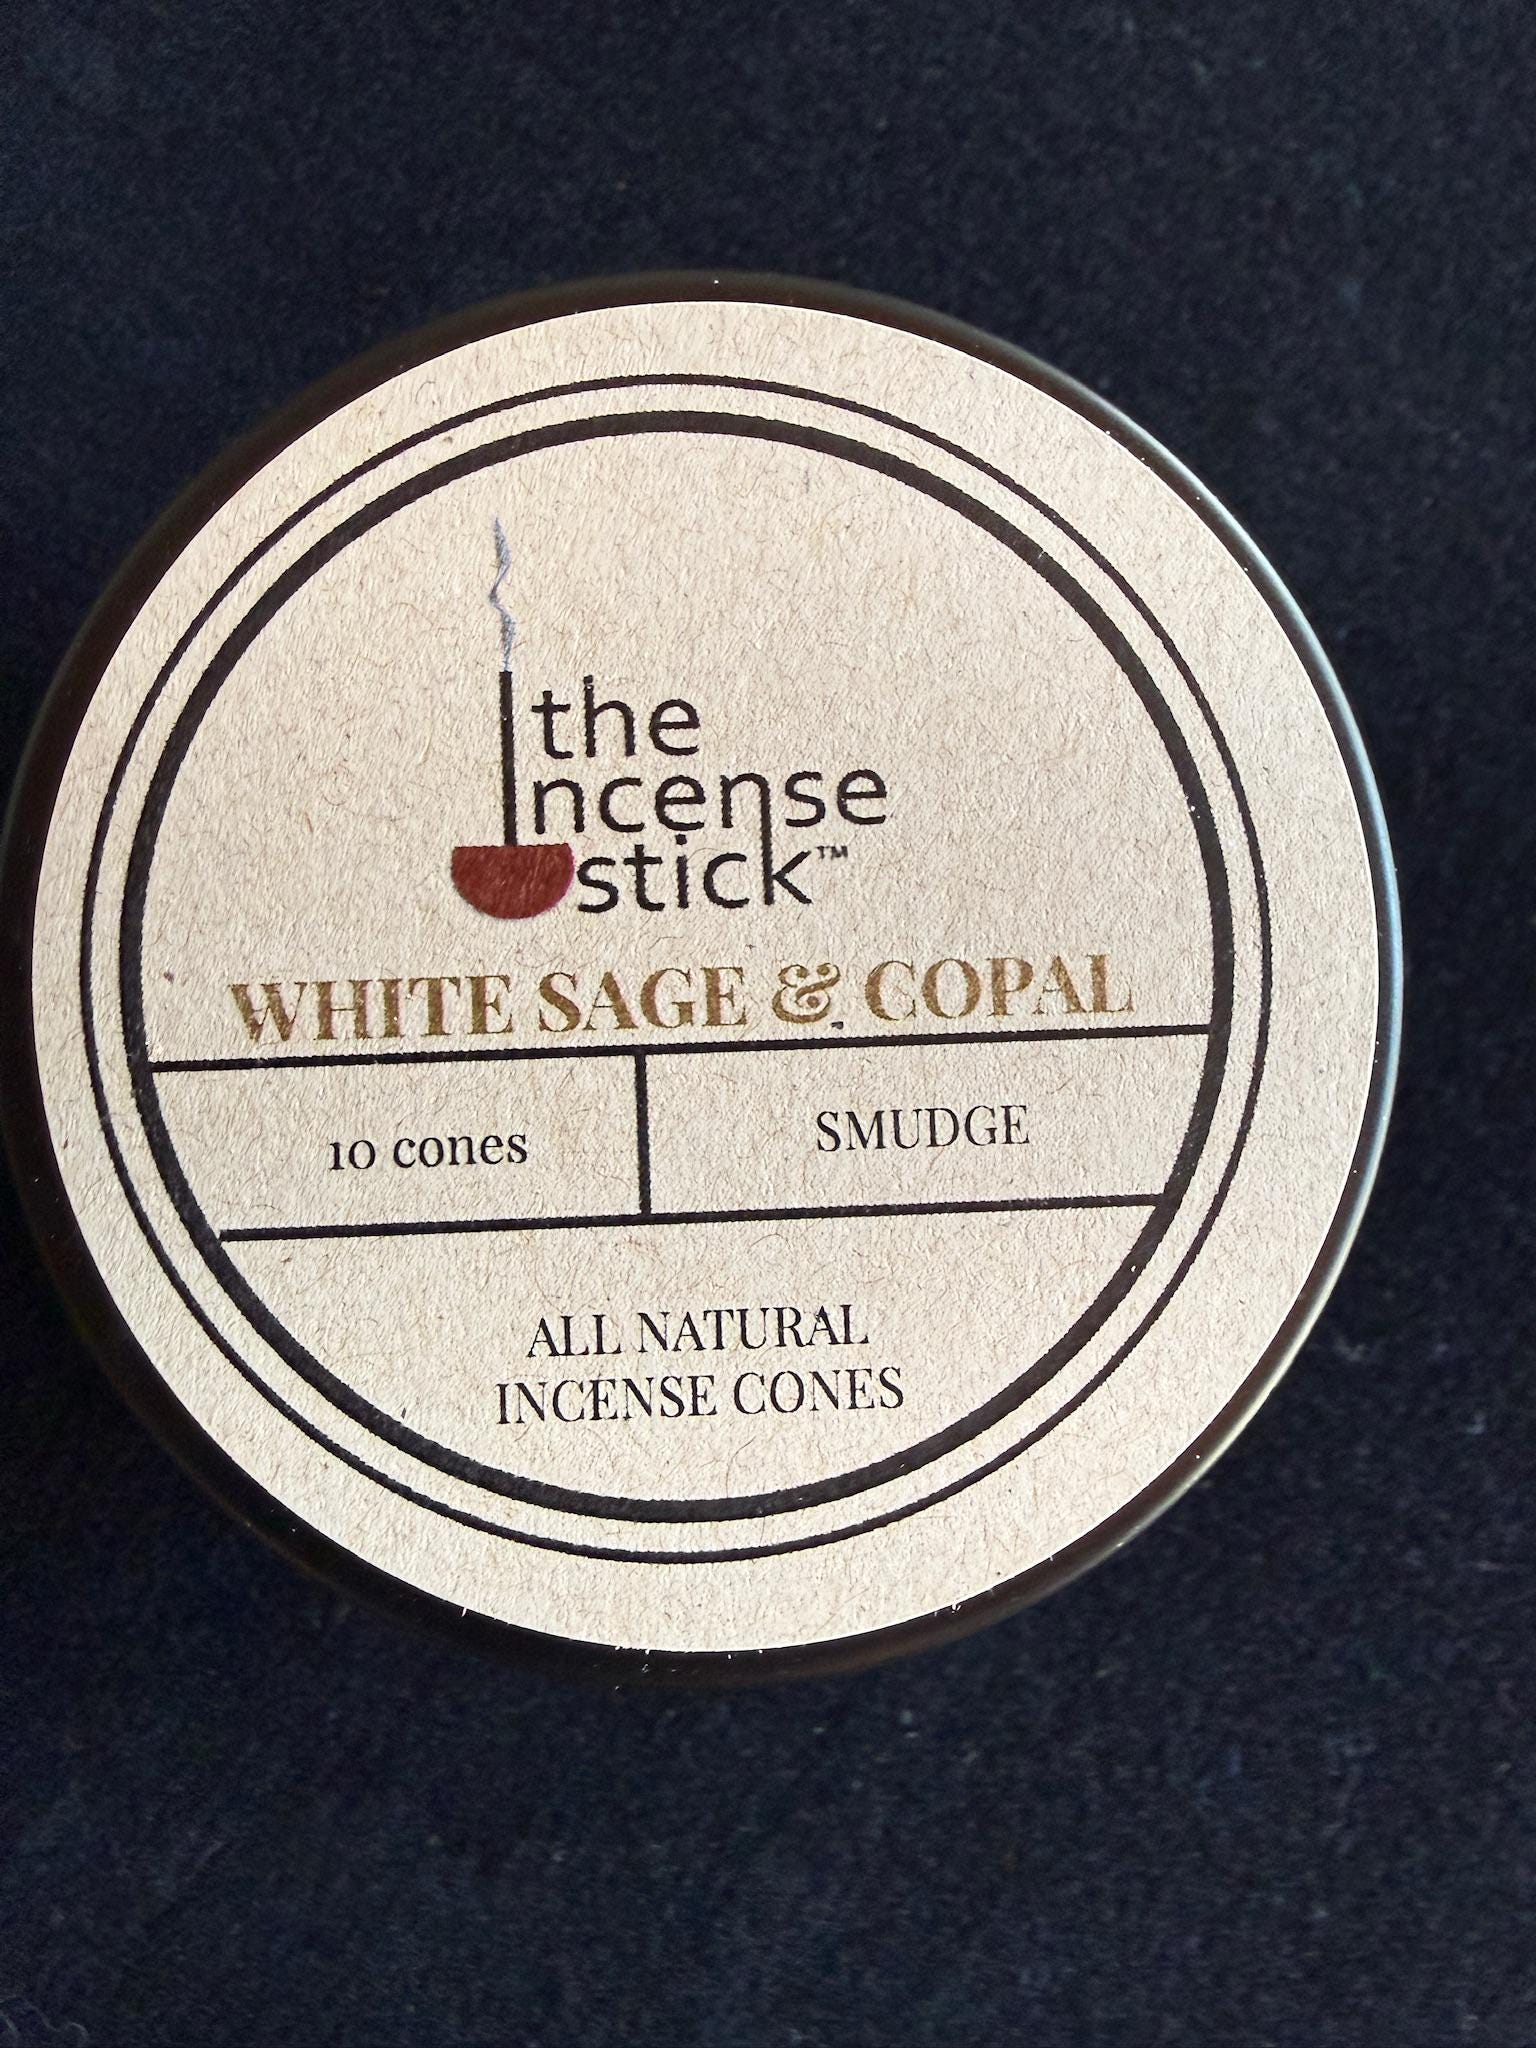 the
incense
stick™
WHITE SAGE & COPAL
10 cones
SMUDGE
ALL NATURAL
INCENSE CONES